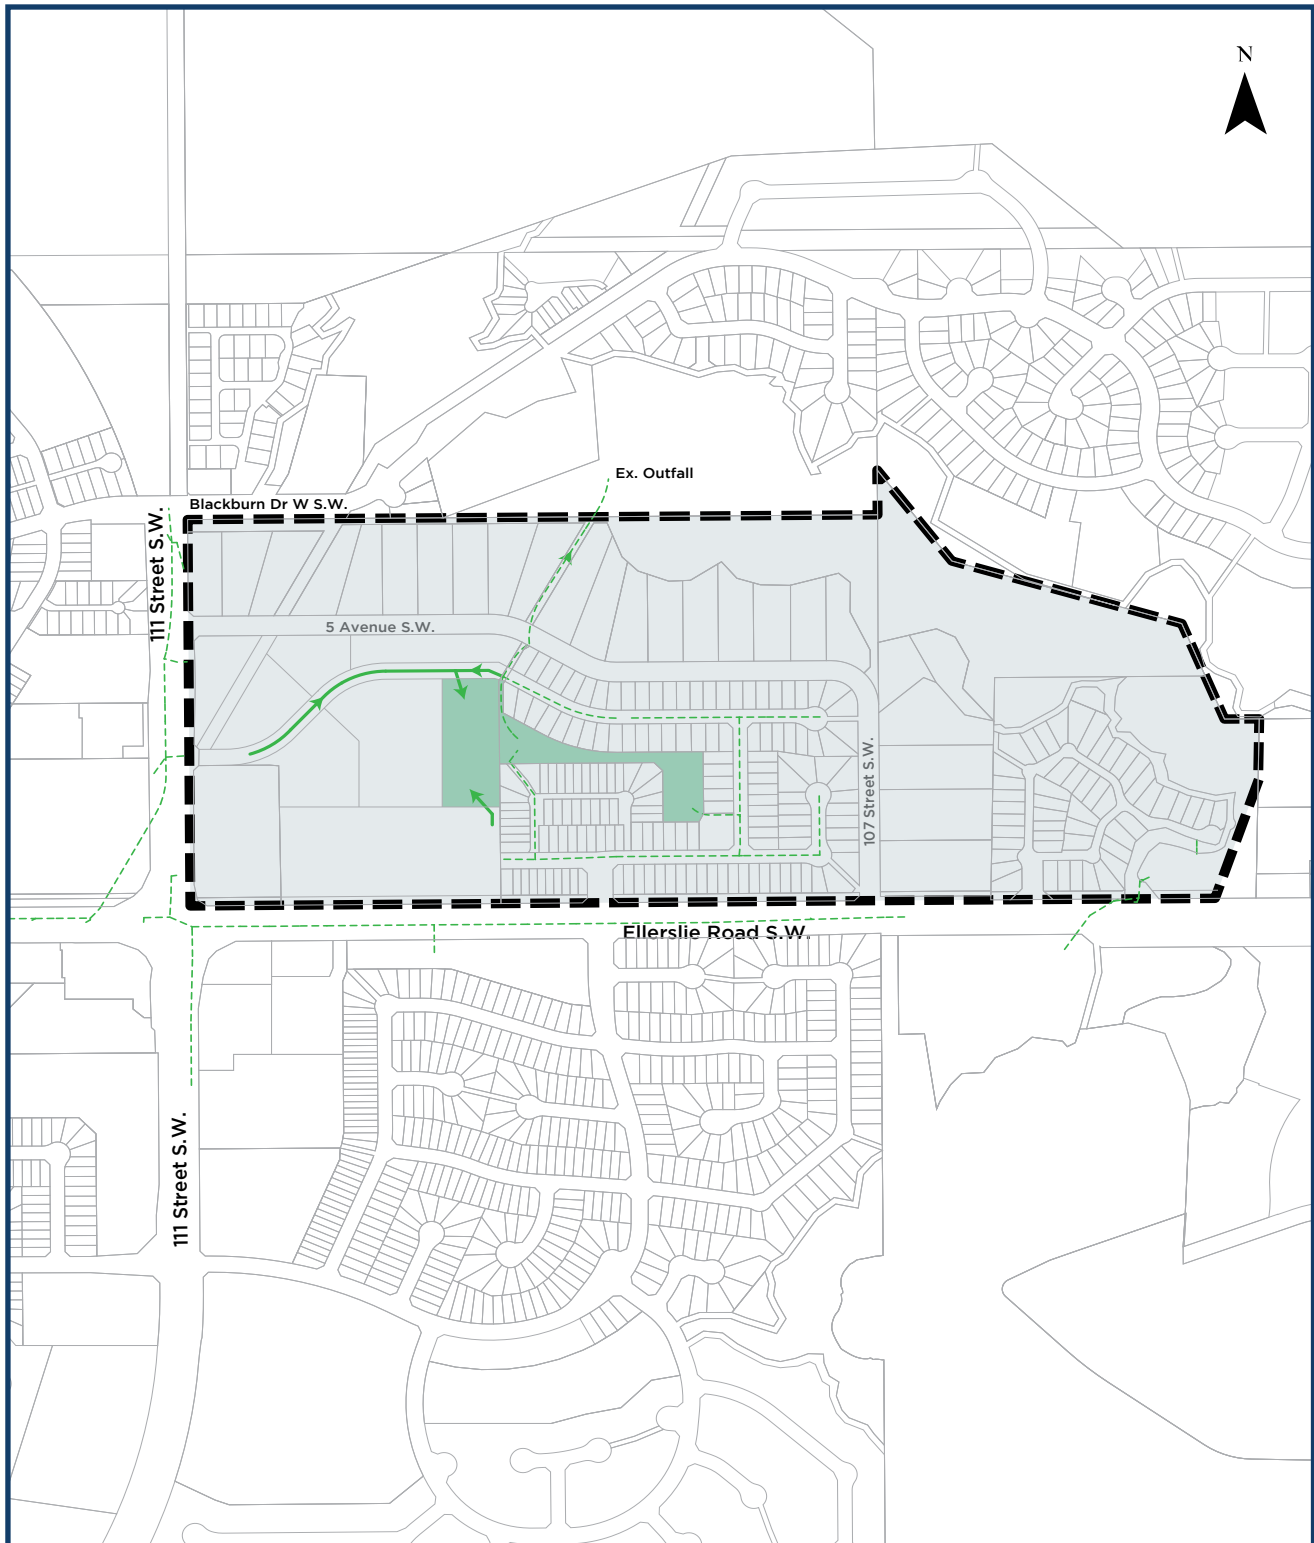 N
Ex. Outfall
Blackburn Dr W S.W.
111 Street S.W.
5 Avenue S.W.
107 Street S.W.
Ellerslie Road S.W.
111 Street S.W.